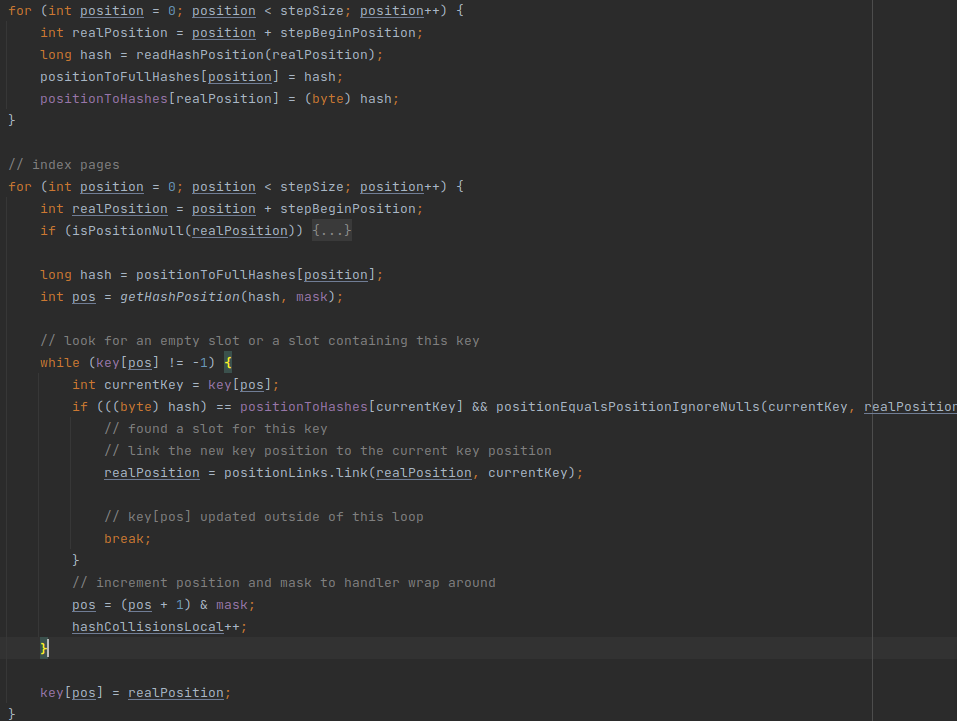 for (int position = 0; position < stepSize; position++) {
    int realPosition = position + stepBeginPosition;
    long hash = readHashPosition(realPosition);
    positionToFullHashes[position] = hash;
    positionToHashes[realPosition] = (byte) hash;
}

// index pages
for (int position = 0; position < stepSize; position++) {
    int realPosition = position + stepBeginPosition;
    if (isPositionNull(realPosition)) {...}

    long hash = positionToFullHashes[position];
    int pos = getHashPosition(hash, mask);

    // look for an empty slot or a slot containing this key
    while (key[pos] != -1) {
        int currentKey = key[pos];
        if (((byte) hash) == positionToHashes[currentKey] && positionEqualsPositionIgnoreNulls(currentKey, realPosition
            // found a slot for this key
            // link the new key position to the current key position
            realPosition = positionLinks.link(realPosition, currentKey);

            // key[pos] updated outside of this loop
            break;
        }
        // increment position and mask to handler wrap around
        pos = (pos + 1) & mask;
        hashCollisionsLocal++;
    }

    key[pos] = realPosition;
}